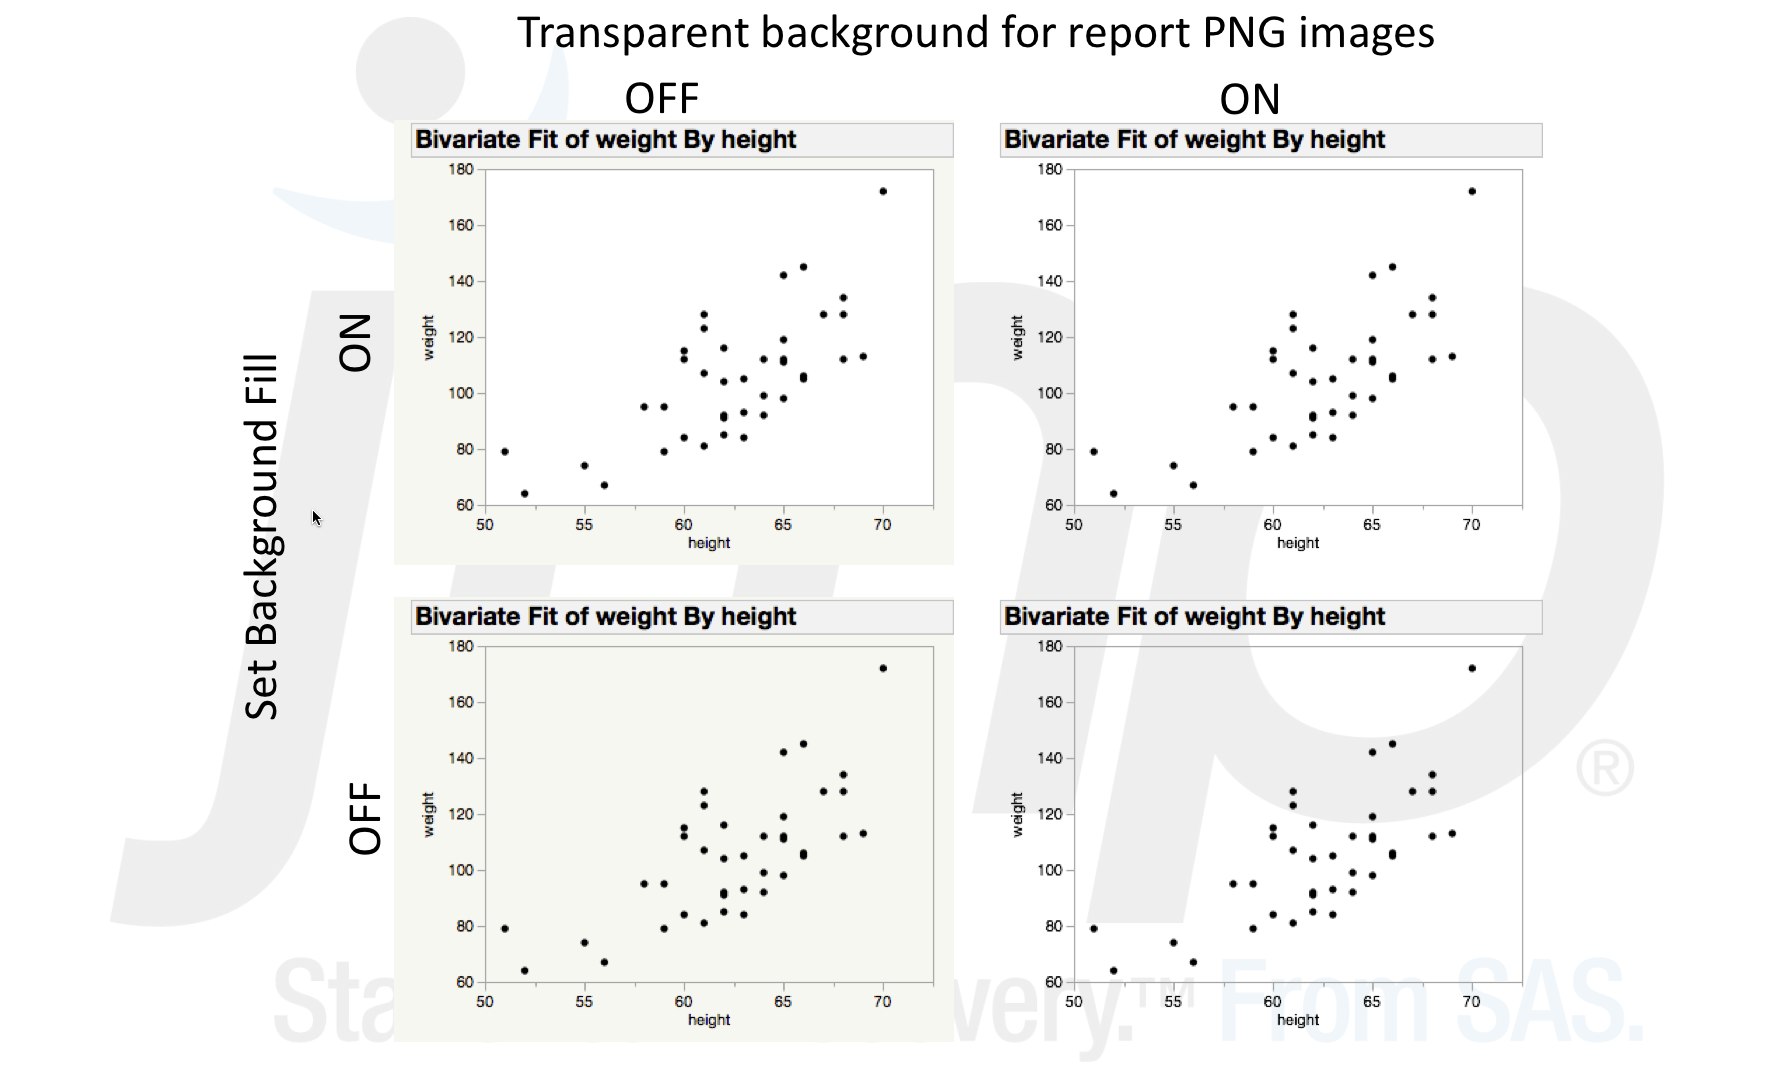 Transparent background for report PNG images
OFF
ON
Set Background Fill
ON
Bivariate Fit of weight By height
180
160
140
120
100
80
60
weight
50 55 60 65 70
height
Bivariate Fit of weight By height
180
160
140
120
100
80
60
weight
50 55 60 65 70
height
OFF
Bivariate Fit of weight By height
180
160
140
120
100
80
60
weight
50 55 60 65 70
height
Bivariate Fit of weight By height
180
160
140
120
100
80
60
weight
50 55 60 65 70
height
jmp
®
™ From SAS.